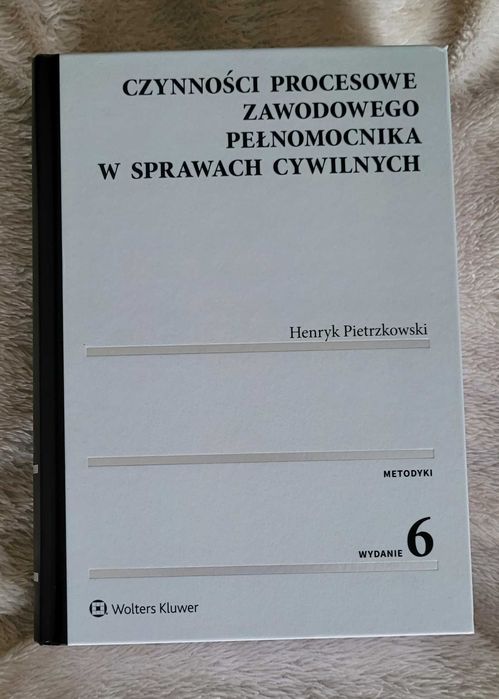 CZYNNOŚCI PROCESOWE
ZAWODOWEGO
PEŁNOMOCNIKA
W SPRAWACH CYWILNYCH
Henryk Pietrzkowski
METODYKI
WYDANIE 6
Wolters Kluwer